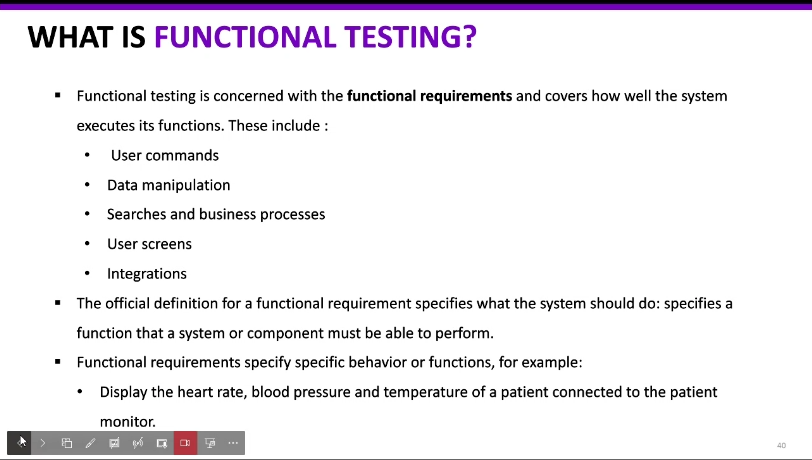 WHAT IS FUNCTIONAL TESTING?
▪ Functional testing is concerned with the functional requirements and covers how well the system
executes its functions. These include :
• User commands
• Data manipulation
• Searches and business processes
• User screens
• Integrations
▪ The official definition for a functional requirement specifies what the system should do: specifies a
function that a system or component must be able to perform.
▪ Functional requirements specify specific behavior or functions, for example:
• Display the heart rate, blood pressure and temperature of a patient connected to the patient
monitor.
40